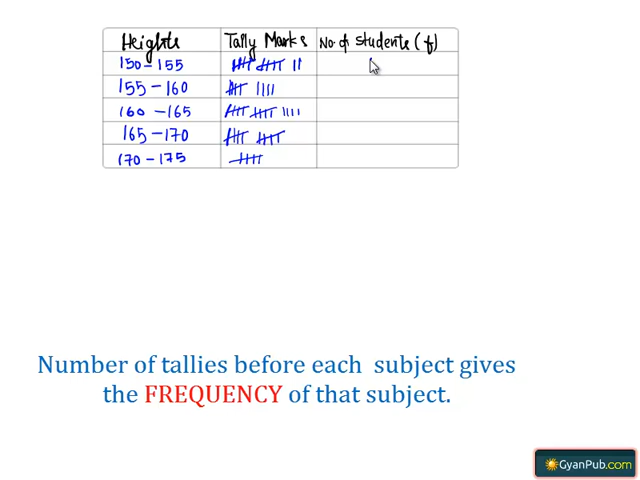 Heights Tally Marks No. of students (f)
150 - 155 |||| |||| ||
155 - 160 |||| ||||
160 - 165 |||| |||| ||||
165 - 170 |||| ||||
170 - 175 ||||
Number of tallies before each subject gives
the FREQUENCY of that subject.
GyanPub.com